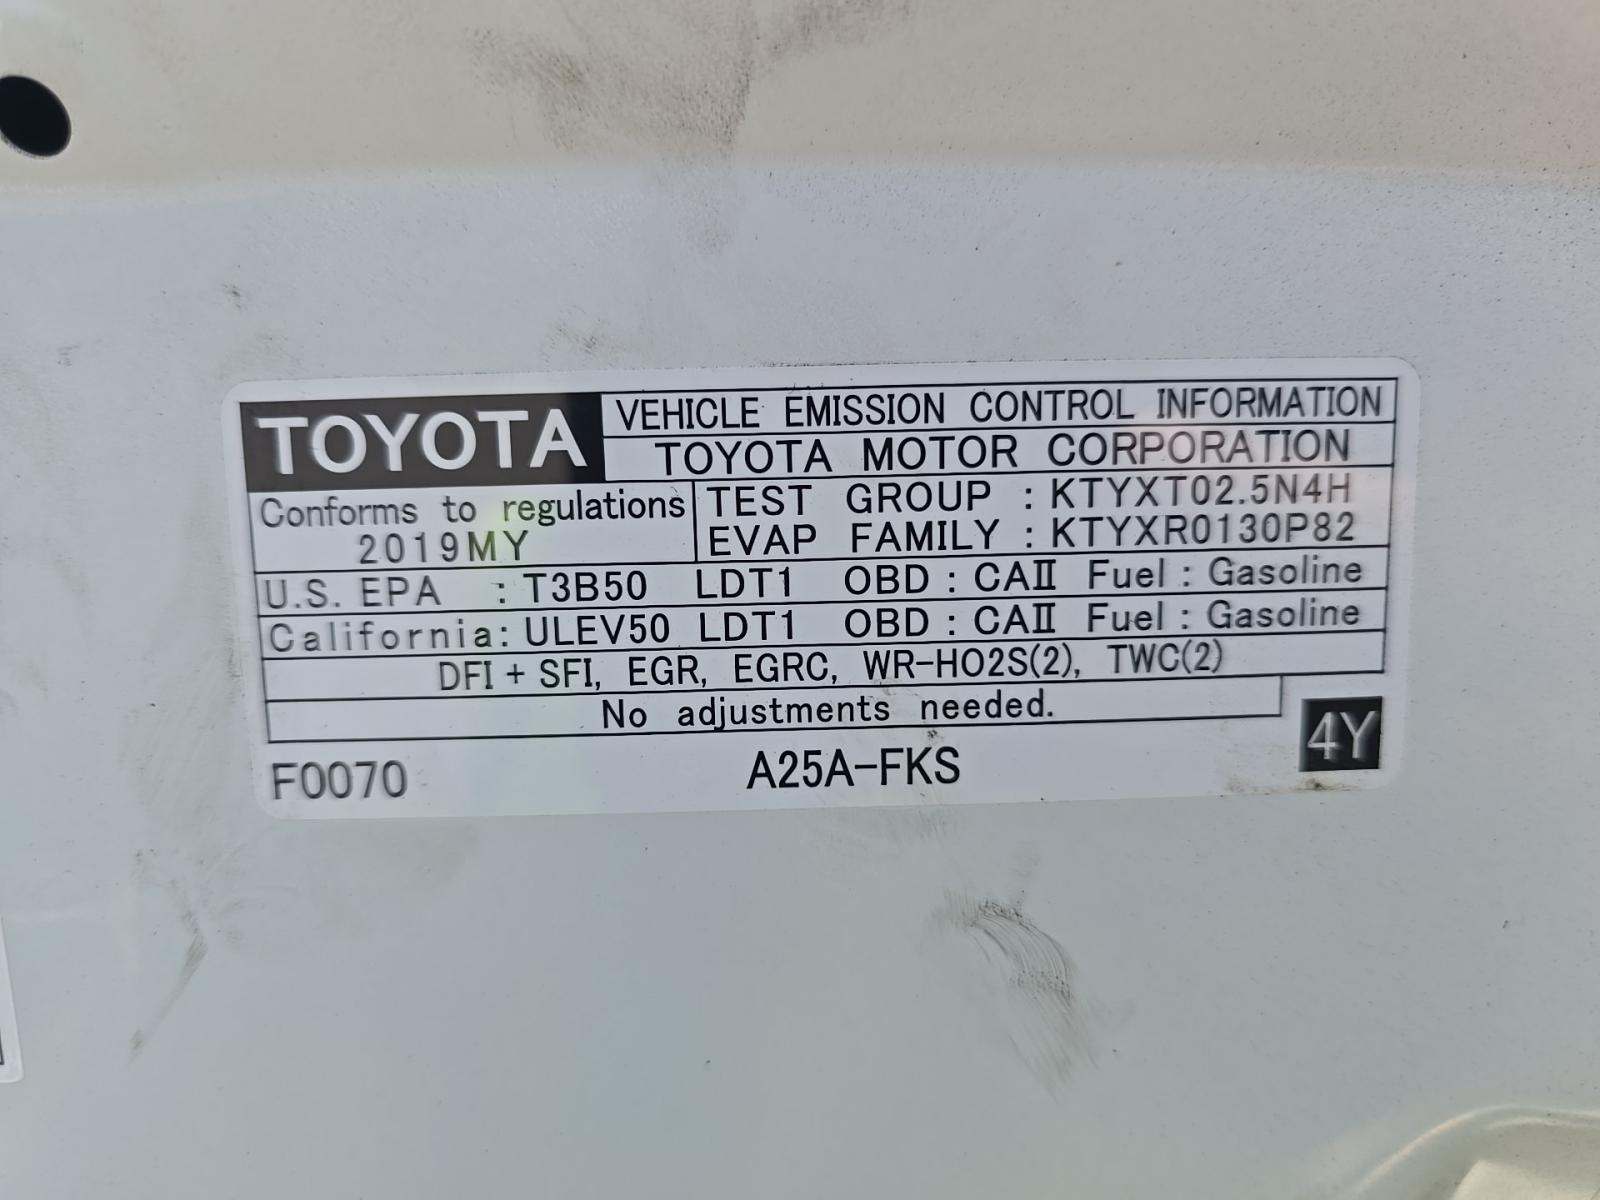 TOYOTA
VEHICLE EMISSION CONTROL INFORMATION
TOYOTA MOTOR CORPORATION
Conforms to regulations
2019MY
TEST GROUP : KTYXT02.5N4H
EVAP FAMILY : KTYXR0130P82
U.S. EPA : T3B50 LDT1 OBD : CAII Fuel : Gasoline
California: ULEV50 LDT1 OBD : CAII Fuel : Gasoline
DFI + SFI, EGR, EGRC, WR-HO2S(2), TWC(2)
No adjustments needed.
F0070 A25A-FKS 4Y